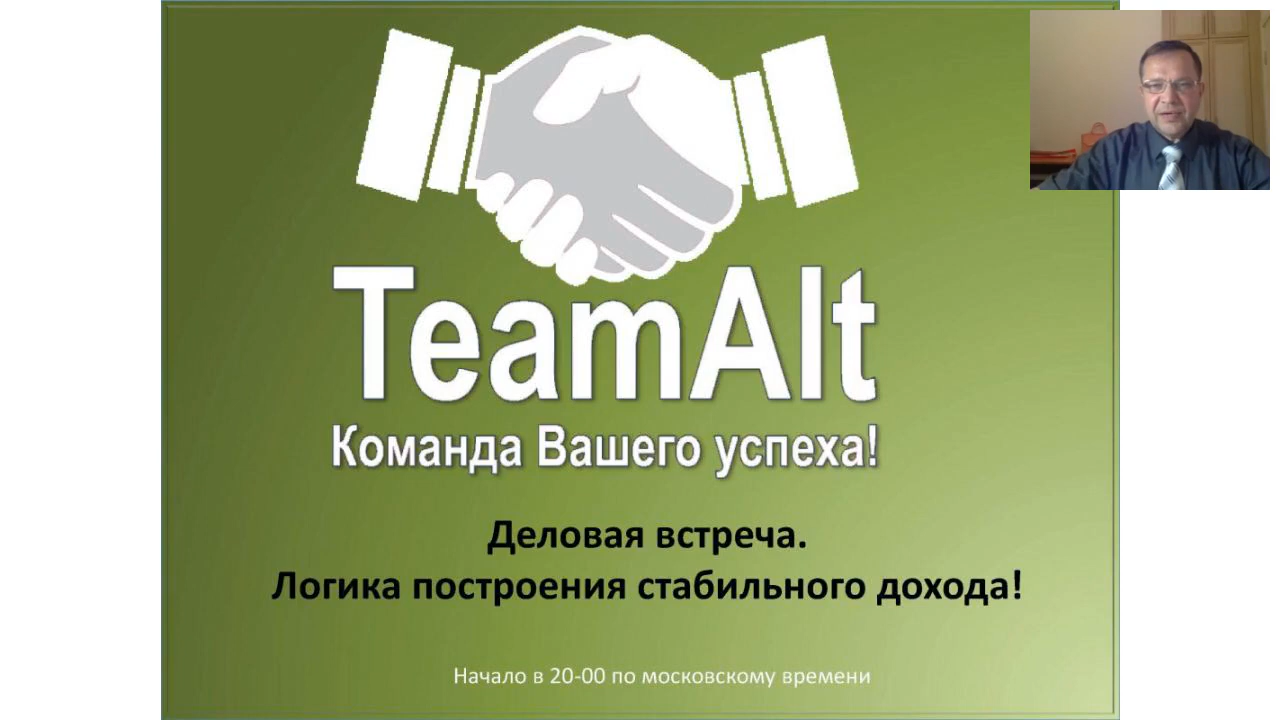 TeamAlt
Команда Вашего успеха!
Деловая встреча.
Логика построения стабильного дохода!
Начало в 20-00 по московскому времени